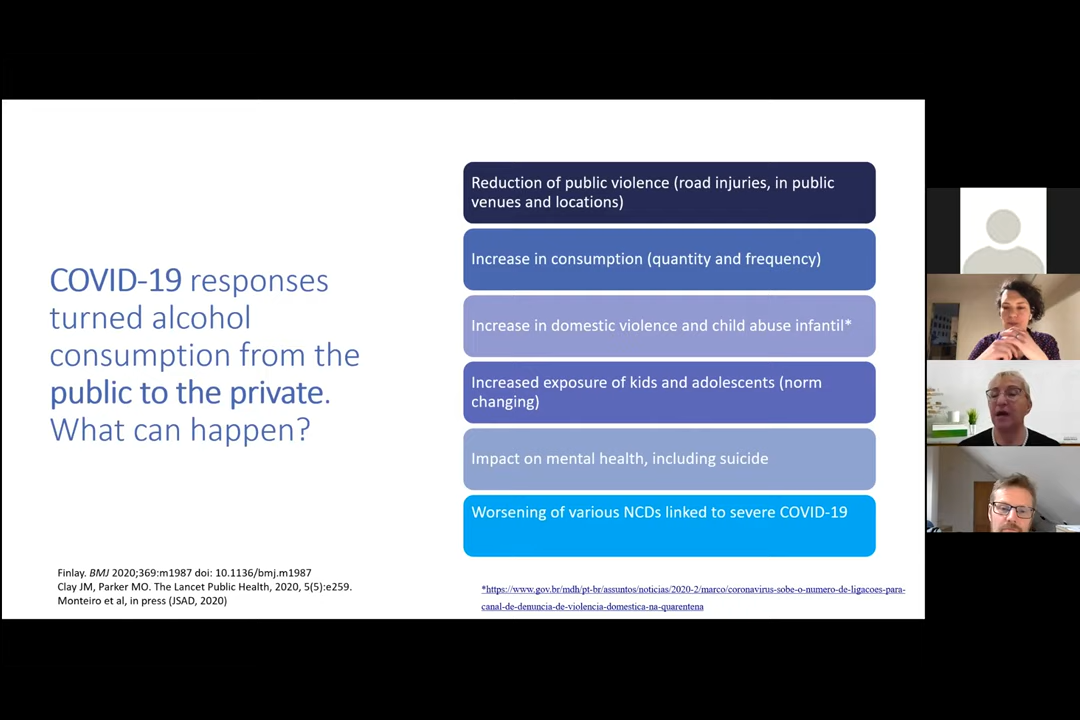 COVID-19 responses
turned alcohol
consumption from the
public to the private.
What can happen?
Reduction of public violence (road injuries, in public
venues and locations)
Increase in consumption (quantity and frequency)
Increase in domestic violence and child abuse infantil*
Increased exposure of kids and adolescents (norm
changing)
Impact on mental health, including suicide
Worsening of various NCDs linked to severe COVID-19
Finlay. BMJ 2020;369:m1987 doi: 10.1136/bmj.m1987
Clay JM, Parker MO. The Lancet Public Health, 2020, 5(5):e259.
Monteiro et al, in press (JSAD, 2020)
*https://www.gov.br/mdh/pt-br/assuntos/noticias/2020-2/marco/coronavirus-sobe-o-numero-de-ligacoes-para-
canal-de-denuncia-de-violencia-domestica-na-quarentena